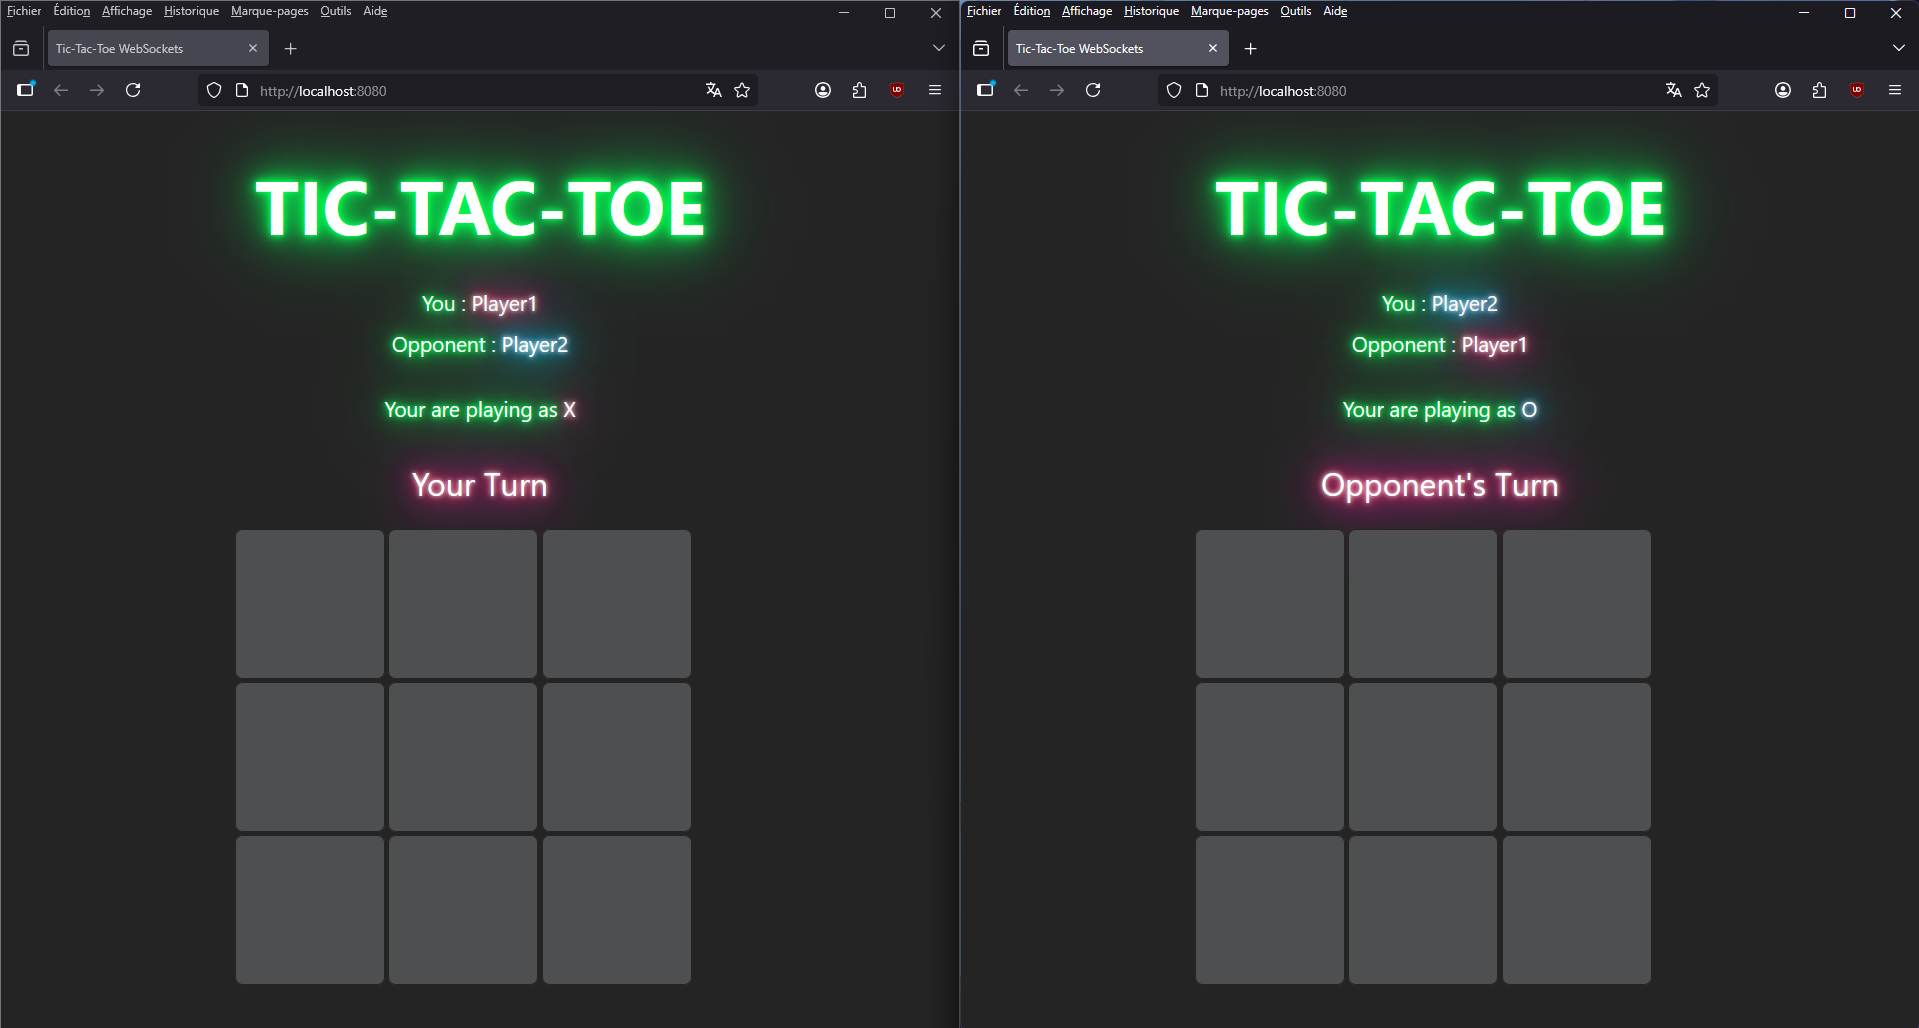 Fichier Édition Affichage Historique Marque-pages Outils Aide
Tic-Tac-Toe WebSockets
http://localhost:8080
TIC-TAC-TOE
You : Player1
Opponent : Player2
Your are playing as X
Your Turn
Fichier Édition Affichage Historique Marque-pages Outils Aide
Tic-Tac-Toe WebSockets
http://localhost:8080
TIC-TAC-TOE
You : Player2
Opponent : Player1
Your are playing as O
Opponent's Turn